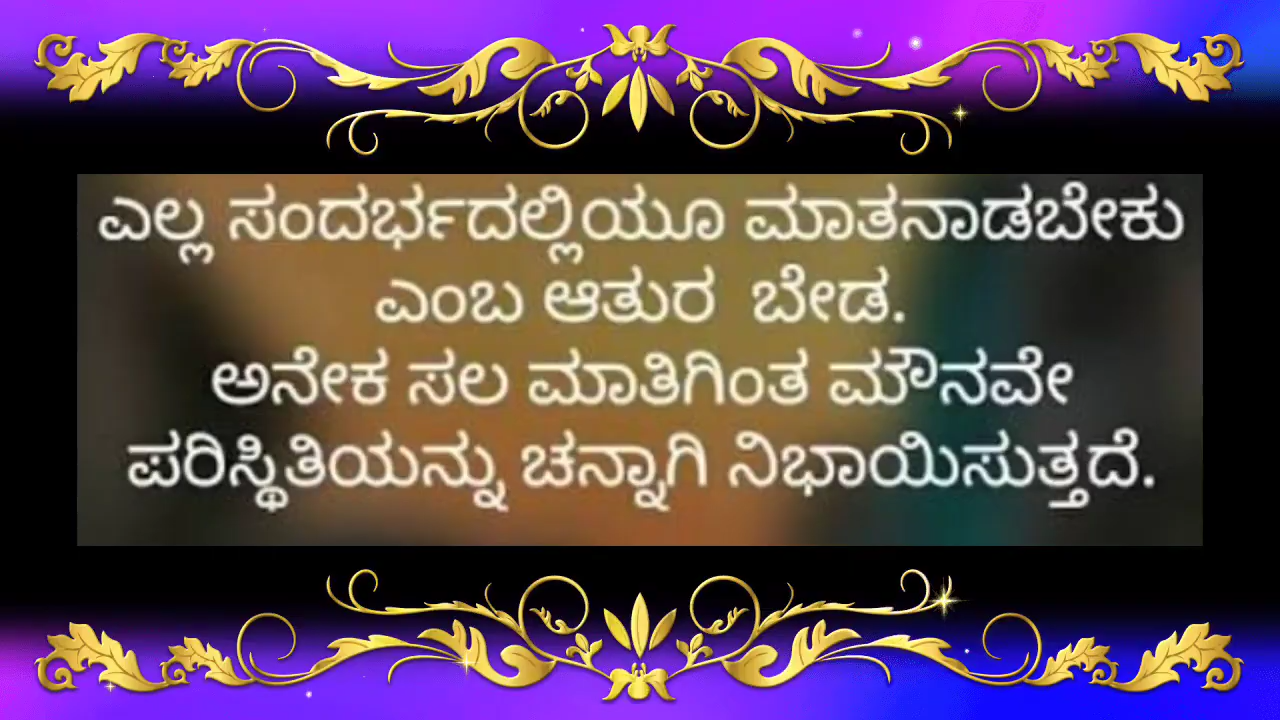 ಎಲ್ಲ ಸಂದರ್ಭದಲ್ಲಿಯೂ ಮಾತನಾಡಬೇಕು
ಎಂಬ ಆತುರ ಬೇಡ.
ಅನೇಕ ಸಲ ಮಾತಿಗಿಂತ ಮೌನವೇ
ಪರಿಸ್ಥಿತಿಯನ್ನು ಚನ್ನಾಗಿ ನಿಭಾಯಿಸುತ್ತದೆ.